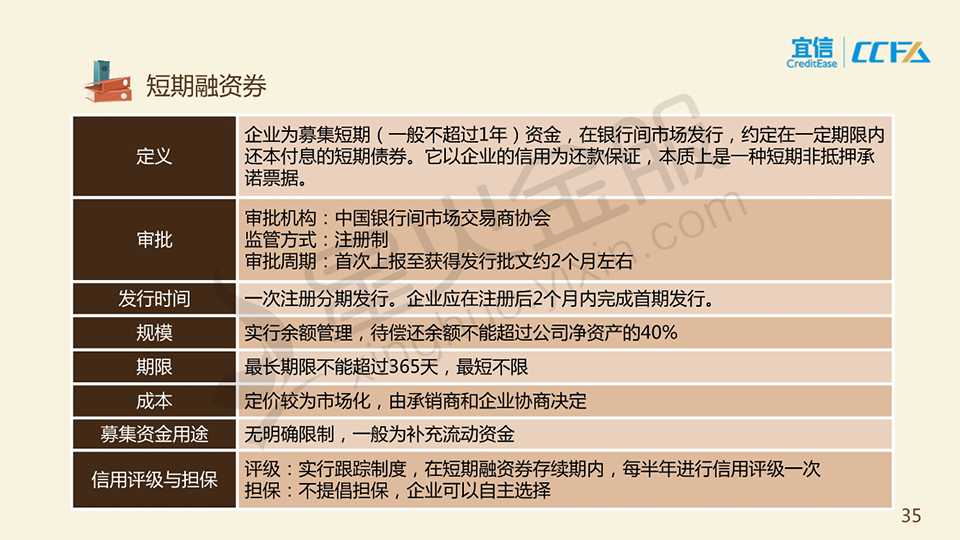 宜信
CreditEase
CCFA
短期融资券
定义
企业为募集短期（一般不超过1年）资金，在银行间市场发行，约定在一定期限内
还本付息的短期债券。它以企业的信用为还款保证，本质上是一种短期非抵押承
诺票据。
审批
审批机构：中国银行间市场交易商协会
监管方式：注册制
审批周期：首次上报至获得发行批文约2个月左右
发行时间
一次注册分期发行。企业应在注册后2个月内完成首期发行。
规模
实行余额管理，待偿还余额不能超过公司净资产的40%
期限
最长期限不能超过365天，最短不限
成本
定价较为市场化，由承销商和企业协商决定
募集资金用途
无明确限制，一般为补充流动资金
信用评级与担保
评级：实行跟踪制度，在短期融资券存续期内，每半年进行信用评级一次
担保：不提倡担保，企业可以自主选择
星火金服
xinghuo.yixin.com
35